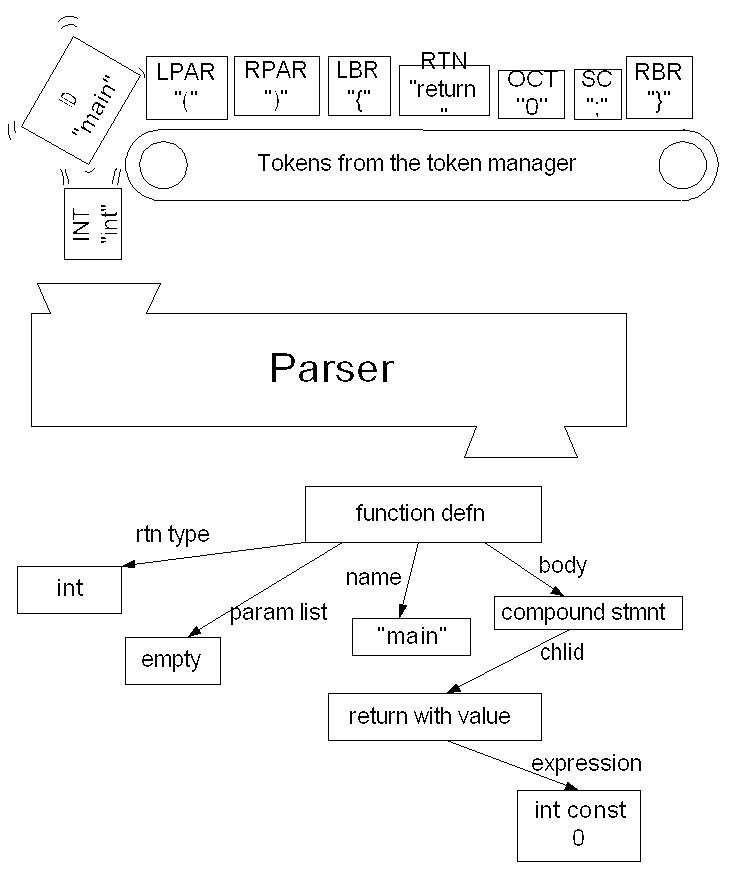 ID
"main"
LPAR
"("
RPAR
")"
LBR
"{"
RTN
"return
"
OCT
"0"
SC
";"
RBR
"}"
Tokens from the token manager
INT
"int"
Parser
function defn
rtn type
int
param list
empty
name
"main"
body
compound stmnt
chlid
return with value
expression
int const
0